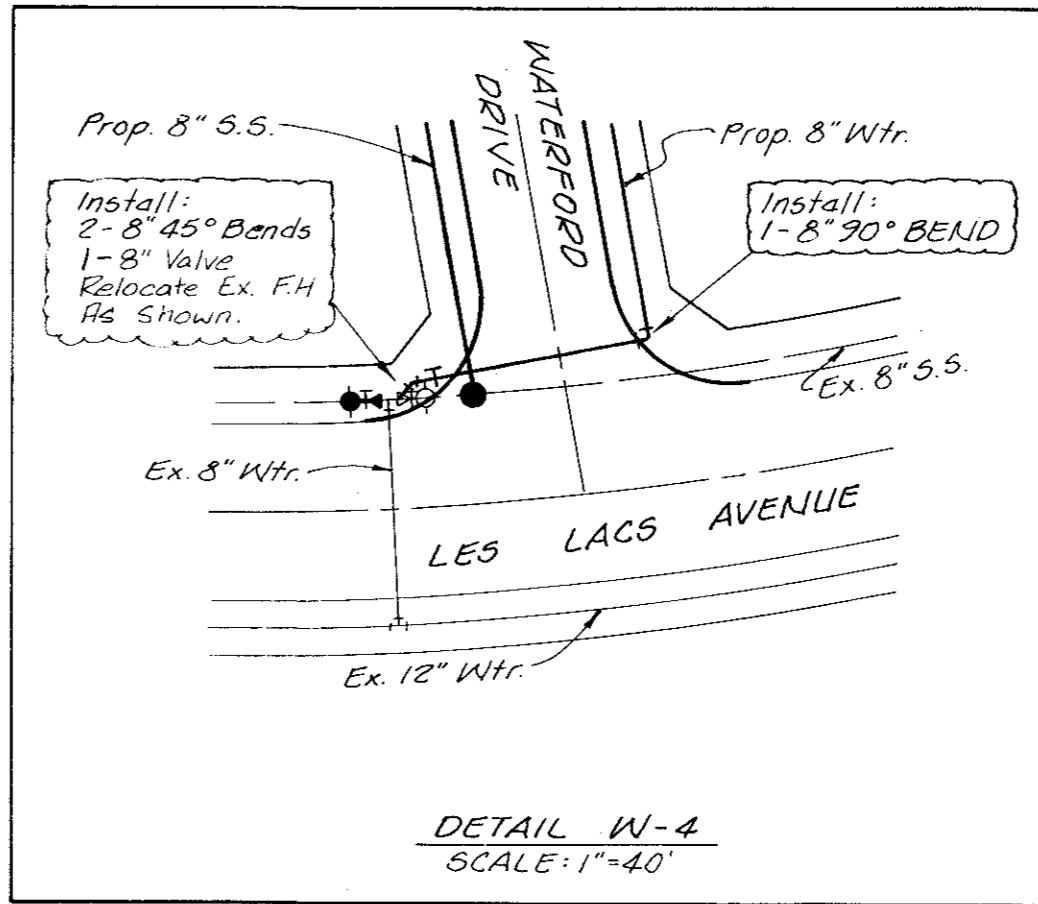 WATERFORD
DRIVE
Prop. 8" S.S.
Prop. 8" Wtr.
Install:
2-8" 45° Bends
1-8" Valve
Relocate Ex. F.H
As Shown.
Install:
1-8" 90° BEND
Ex. 8" S.S.
Ex. 8" Wtr.
LES LACS AVENUE
Ex. 12" Wtr.
DETAIL W-4
SCALE: 1"=40'